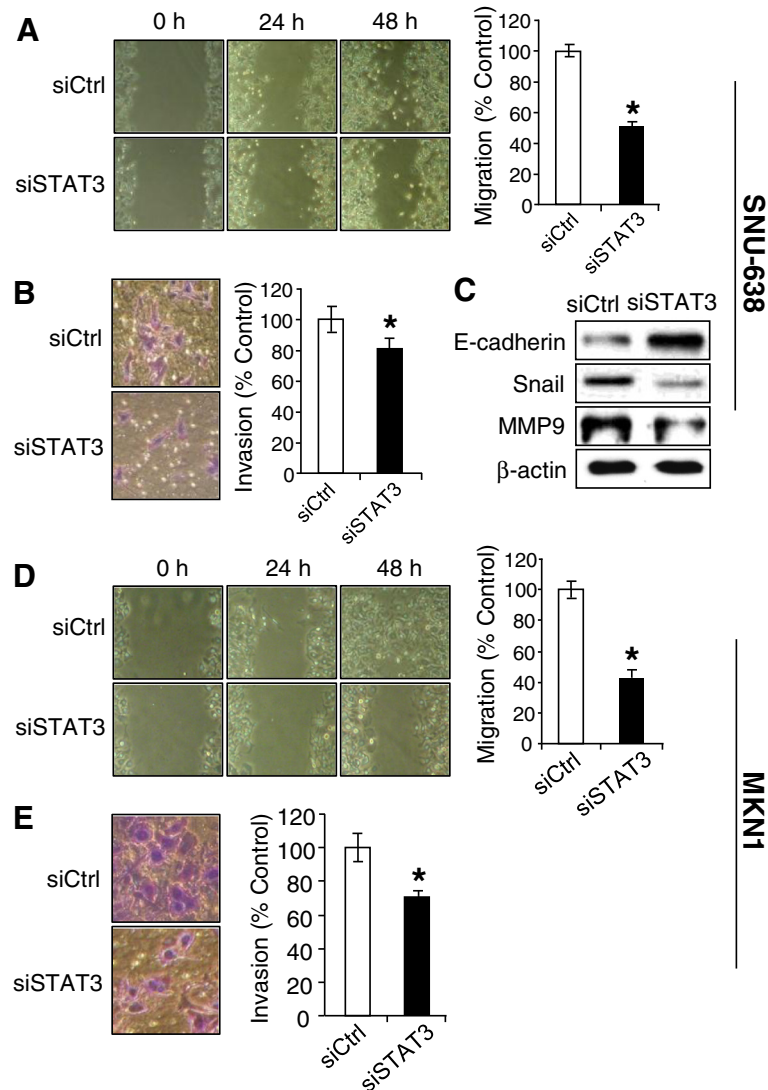 A
0 h 24 h 48 h
siCtrl
siSTAT3
Migration (% Control)
120
100
80
60
40
20
0
*
siCtrl
siSTAT3
SNU-638
B
siCtrl
siSTAT3
Invasion (% Control)
120
100
80
60
40
20
0
*
siCtrl
siSTAT3
C
siCtrl siSTAT3
E-cadherin
Snail
MMP9
β-actin
D
0 h 24 h 48 h
siCtrl
siSTAT3
Migration (% Control)
120
100
80
60
40
20
0
*
siCtrl
siSTAT3
MKN1
E
siCtrl
siSTAT3
Invasion (% Control)
120
100
80
60
40
20
0
*
siCtrl
siSTAT3